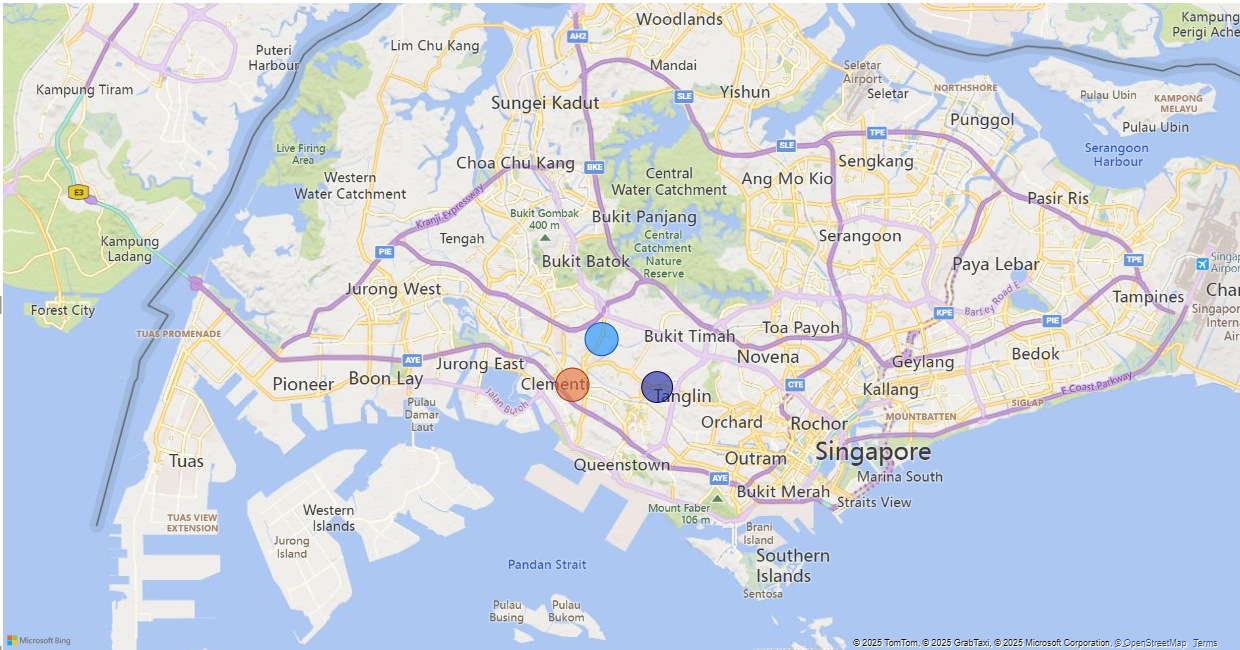 Woodlands
Kampung
Perigi Ache
AH2
Puteri
Harbour
Lim Chu Kang
Mandai
Seletar
Airport
Kampung Tiram
SLE
Yishun
Seletar
NORTHSHORE
Pulau Ubin
KAMPONG
MELAYU
Sungei Kadut
Punggol
Pulau Ubin
TPE
SLE
Live Firing
Area
Serangoon
Harbour
Choa Chu Kang
BKE
Sengkang
Western
Water Catchment
Central
Water Catchment
Ang Mo Kio
E3
Kranji Expressway
Pasir Ris
Bukit Gombak
400 m
Bukit Panjang
Kampung
Ladang
Tengah
Central
Catchment
Nature
Reserve
Serangoon
PIE
Bukit Batok
Paya Lebar
TPE
Singap
Airpor
Jurong West
Bartley Road E
Tampines
Chan
Forest City
KPE
PIE
Singapor
Interna
Air
TUAS PROMENADE
Bukit Timah
Toa Payoh
AYE
Jurong East
Novena
Geylang
Bedok
Pioneer
Boon Lay
Clementi
Tanglin
CTE
Kallang
E Coast Parkway
Jalan Buroh
Pulau
Damar
Laut
SIGLAP
MOUNTBATTEN
Orchard
Rochor
Singapore
Tuas
Queenstown
Outram
AYE
Marina South
Bukit Merah
Straits View
Western
Islands
Mount Faber
106 m
TUAS VIEW
EXTENSION
Brani
Island
Jurong
Island
Southern
Islands
Pandan Strait
Sentosa
Pulau
Busing
Pulau
Bukom
Microsoft Bing
© 2025 TomTom, © 2025 GrabTaxi, © 2025 Microsoft Corporation, © OpenStreetMap Terms